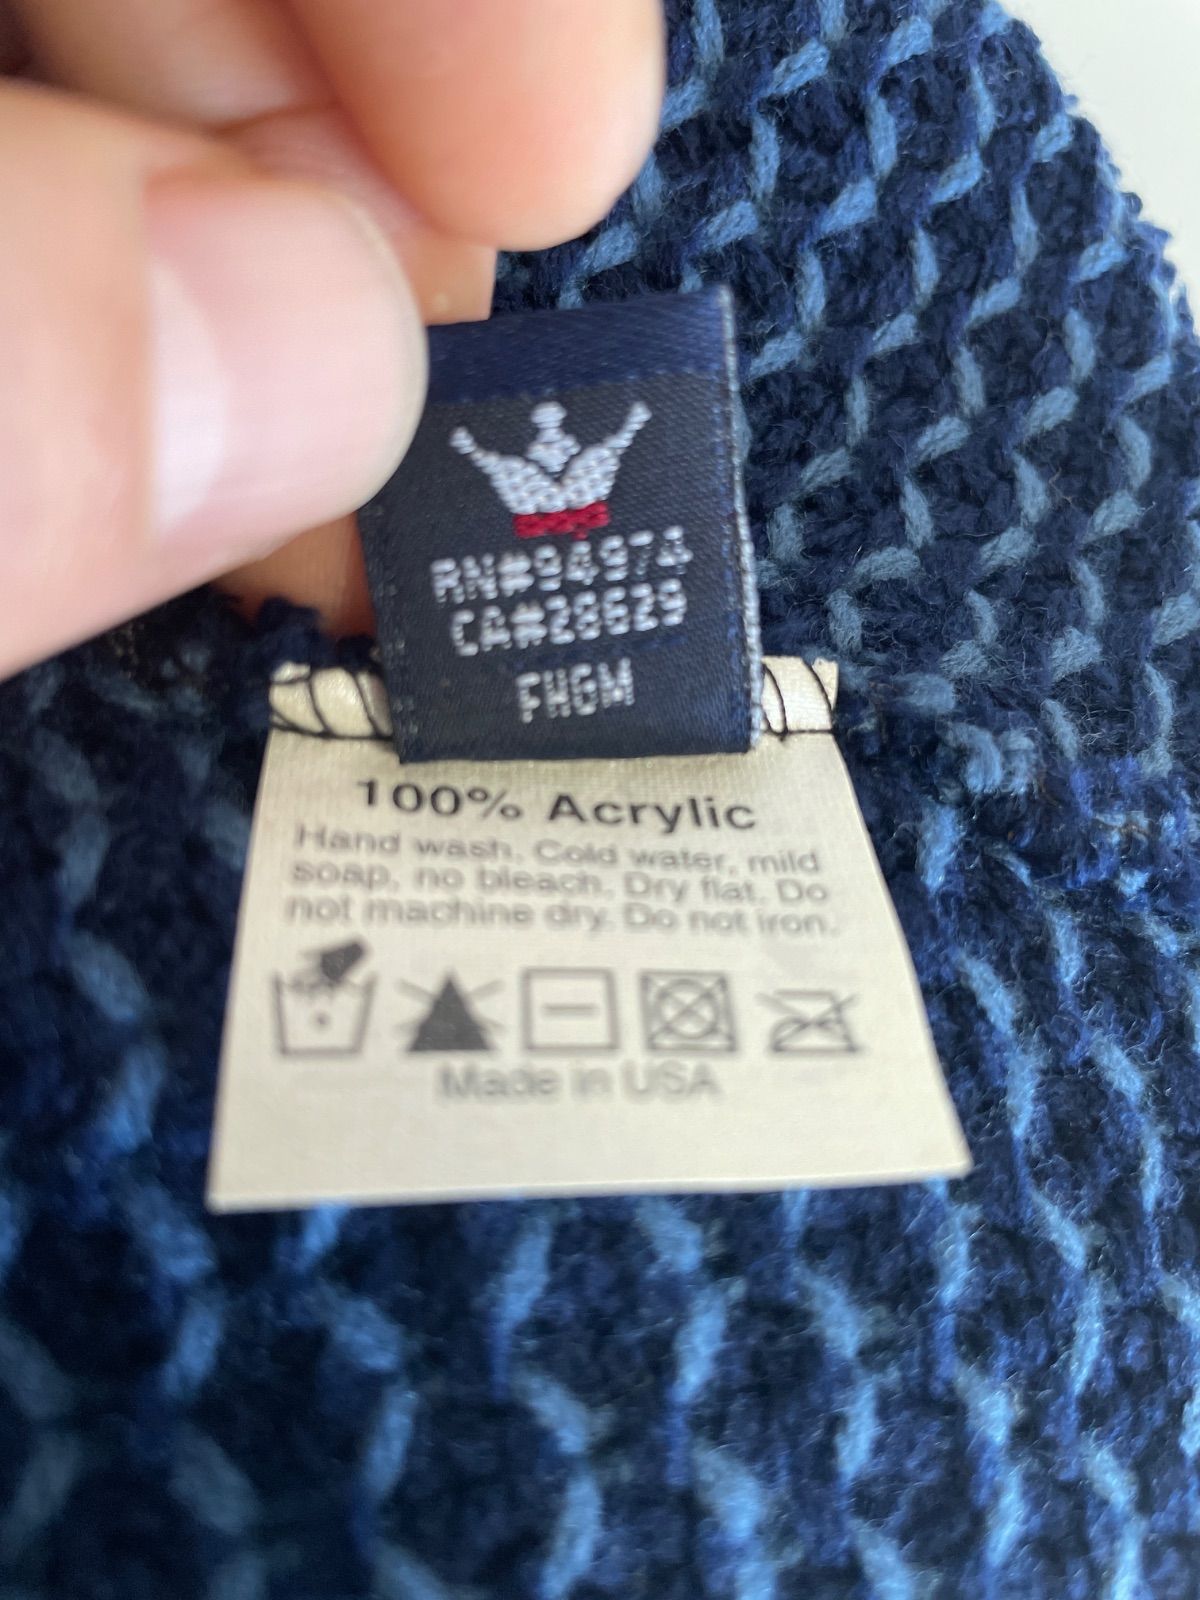 RN#94974
CA#28629
FHGM
100% Acrylic
Hand wash. Cold water, mild
soap, no bleach. Dry flat. Do
not machine dry. Do not iron.
Made in USA